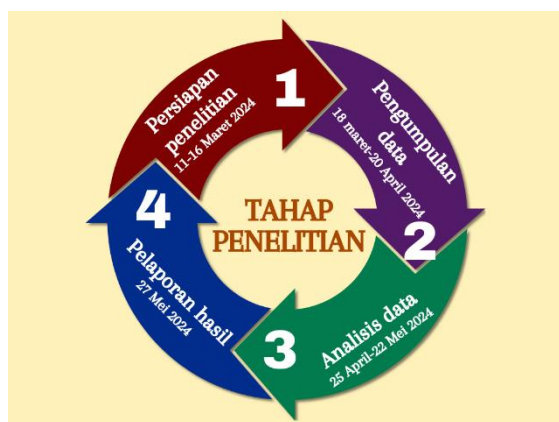 TAHAP
PENELITIAN
1
Persiapan
penelitian
11-16 Maret 2024
2
Pengumpulan
data
18 maret-20 April 2024
3
Analisis data
25 April-22 Mei 2024
4
Pelaporan hasil
27 Mei 2024